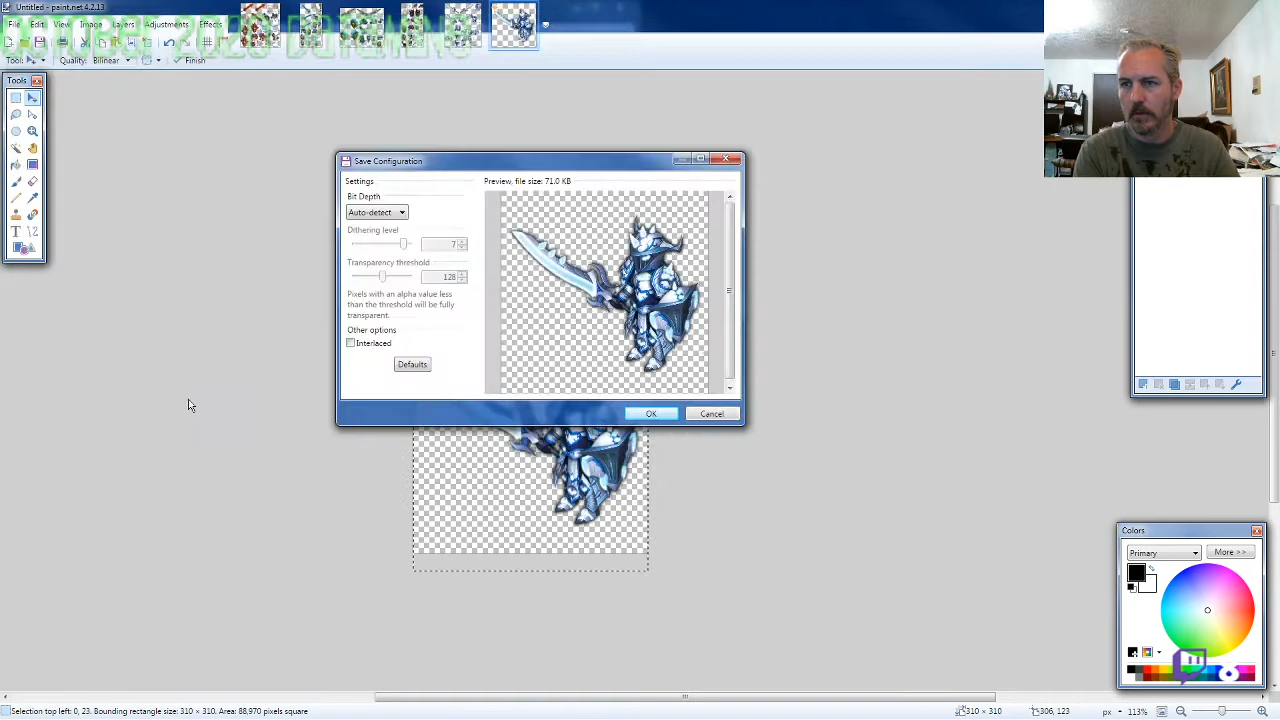 Untitled - paint.net 4.2.13
File Edit View Image Layers Adjustments Effects
Tool: Quality: Bilinear Finish
Tools
Save Configuration
Settings
Preview, file size: 71.0 KB
Bit Depth
Auto-detect
Dithering level
7
Transparency threshold
128
Pixels with an alpha value less
than the threshold will be fully
transparent.
Other options
Interlaced
Defaults
OK Cancel
Colors
Primary More >>
Selection top left: 0, 23. Bounding rectangle size: 310 × 310. Area: 88,970 pixels square
310 × 310 306, 123 px 113%